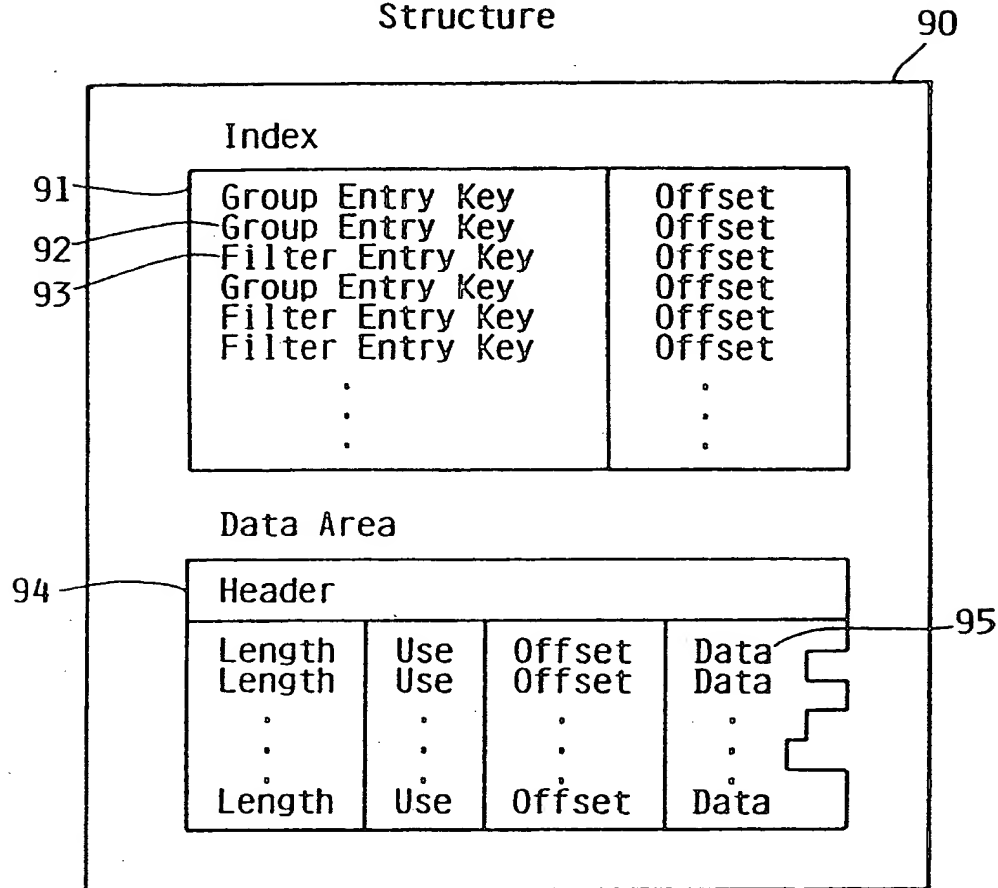 Structure
90
Index
91
Group Entry Key Offset
92
Group Entry Key Offset
93
Filter Entry Key Offset
Group Entry Key Offset
Filter Entry Key Offset
Filter Entry Key Offset
Data Area
94
Header
95
Length Use Offset Data
Length Use Offset Data
Length Use Offset Data